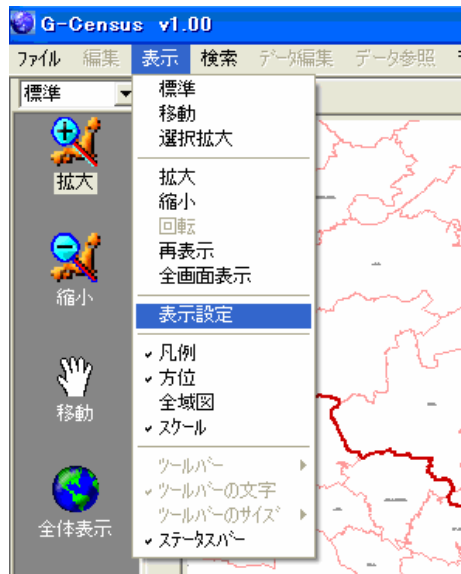 G-Census v1.00
ファイル 編集 表示 検索 データ編集 データ参照
標準
拡大
縮小
移動
全体表示
標準
移動
選択拡大
拡大
縮小
回転
再表示
全画面表示
表示設定
凡例
方位
全域図
スケール
ツールバー
ツールバーの文字
ツールバーのサイズ
ステータスバー